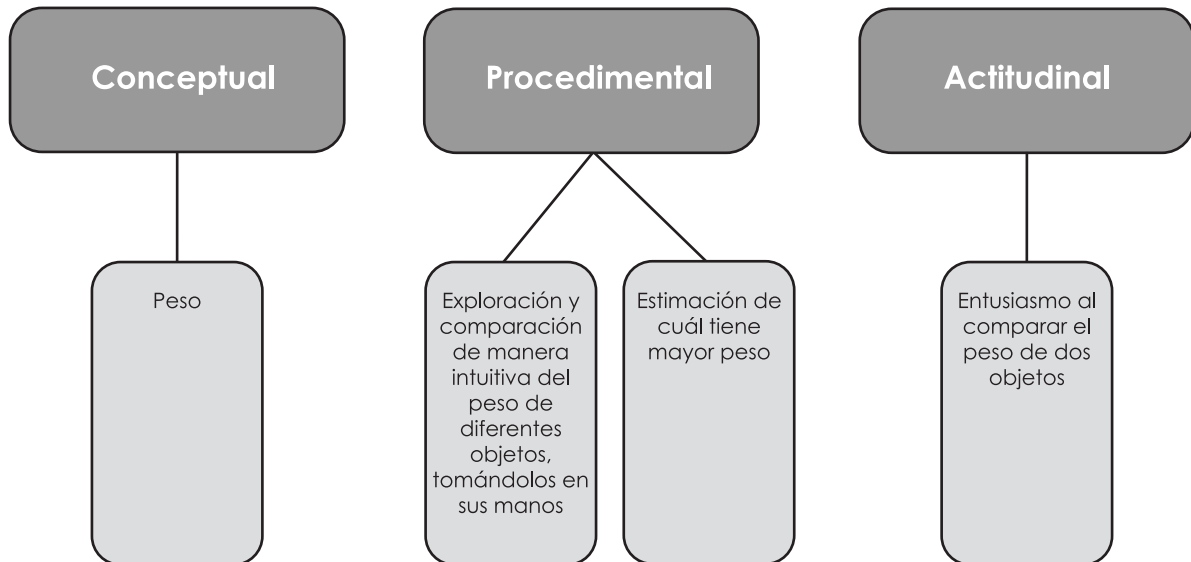 Conceptual
Procedimental
Actitudinal
Peso
Exploración y
comparación
de manera
intuitiva del
peso de
diferentes
objetos,
tomándolos en
sus manos
Estimación de
cuál tiene
mayor peso
Entusiasmo al
comparar el
peso de dos
objetos